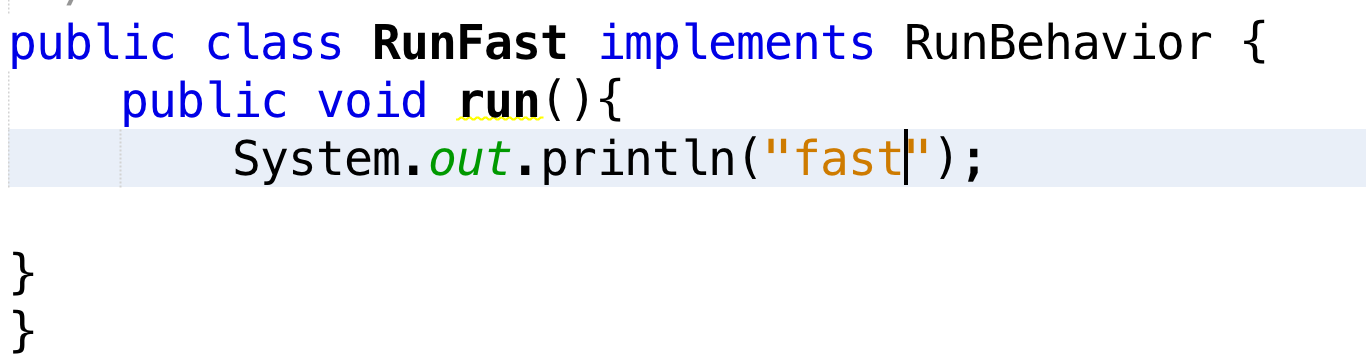 public class RunFast implements RunBehavior {
    public void run(){
        System.out.println("fast");

}
}